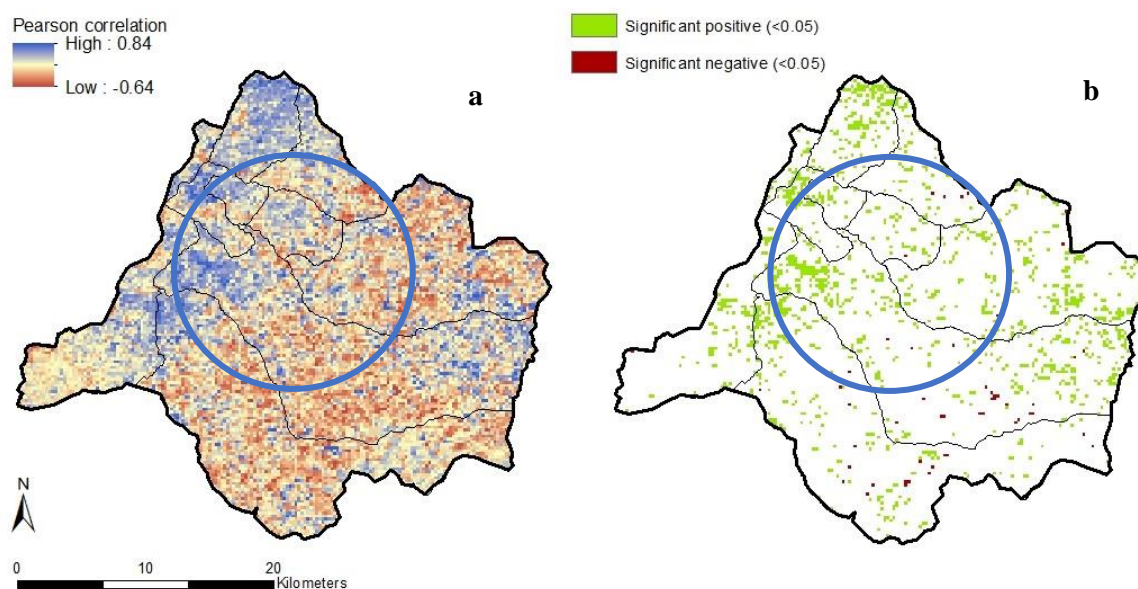 Pearson correlation
High : 0.84
Low : -0.64
a
Significant positive (<0.05)
Significant negative (<0.05)
b
N
0 10 20
Kilometers